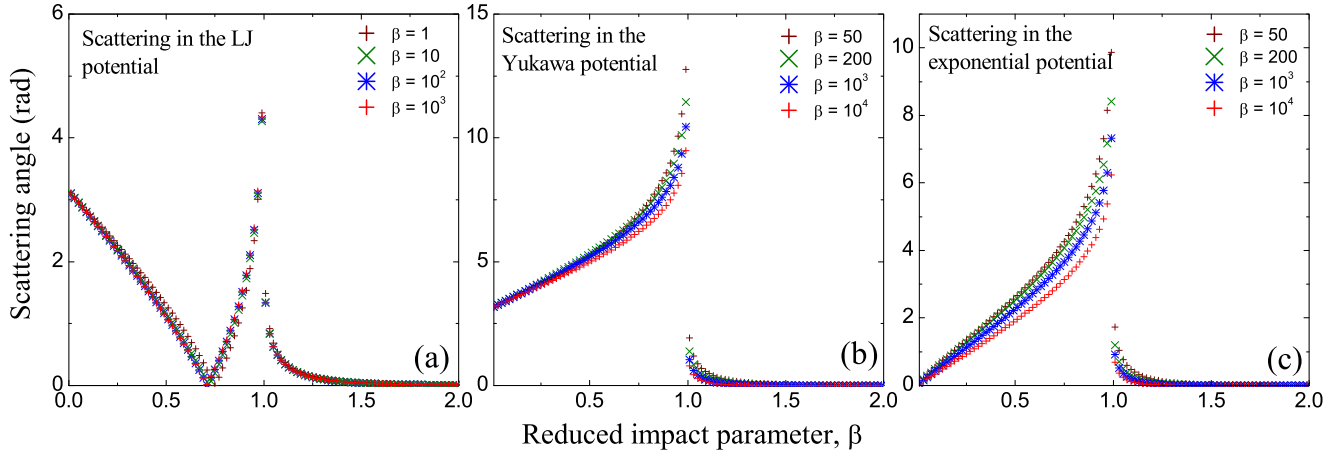 Scattering angle (rad)
6
4
2
0
0.0
0.5
1.0
1.5
2.0
Scattering in the LJ
potential
β = 1
β = 10
β = 10²
β = 10³
(a)
15
10
5
0
0.5
1.0
1.5
2.0
Scattering in the
Yukawa potential
β = 50
β = 200
β = 10³
β = 10⁴
(b)
10
8
6
4
2
0
0.5
1.0
1.5
2.0
Scattering in the
exponential potential
β = 50
β = 200
β = 10³
β = 10⁴
(c)
Reduced impact parameter, β